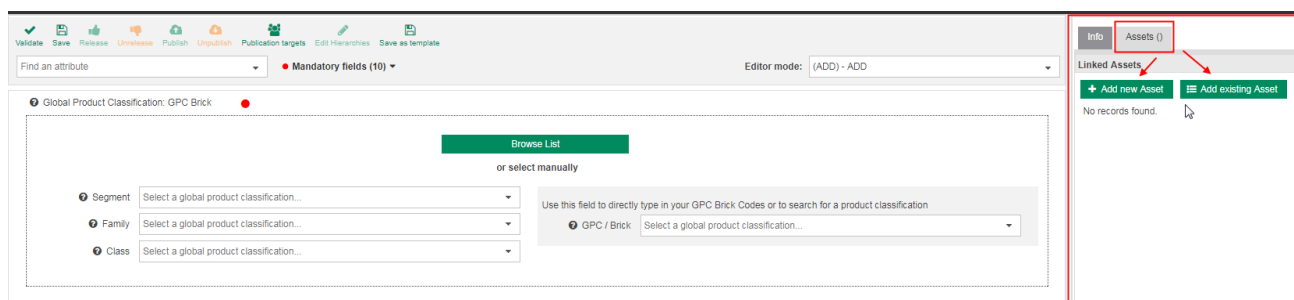 Validate Save Release Unrelease Publish Unpublish Publication targets Edit Hierarchies Save as template
Find an attribute
Mandatory fields (10)
Editor mode: (ADD) - ADD
Info
Assets ()
Linked Assets
Add new Asset
Add existing Asset
No records found.
Global Product Classification: GPC Brick
Browse List
or select manually
Segment Select a global product classification...
Family Select a global product classification...
Class Select a global product classification...
Use this field to directly type in your GPC Brick Codes or to search for a product classification
GPC / Brick Select a global product classification...